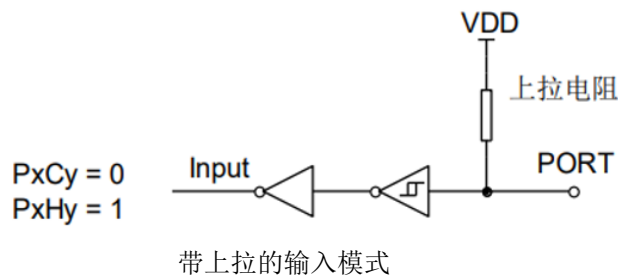 VDD
上拉电阻
PxCy = 0
PxHy = 1
Input
PORT
带上拉的输入模式